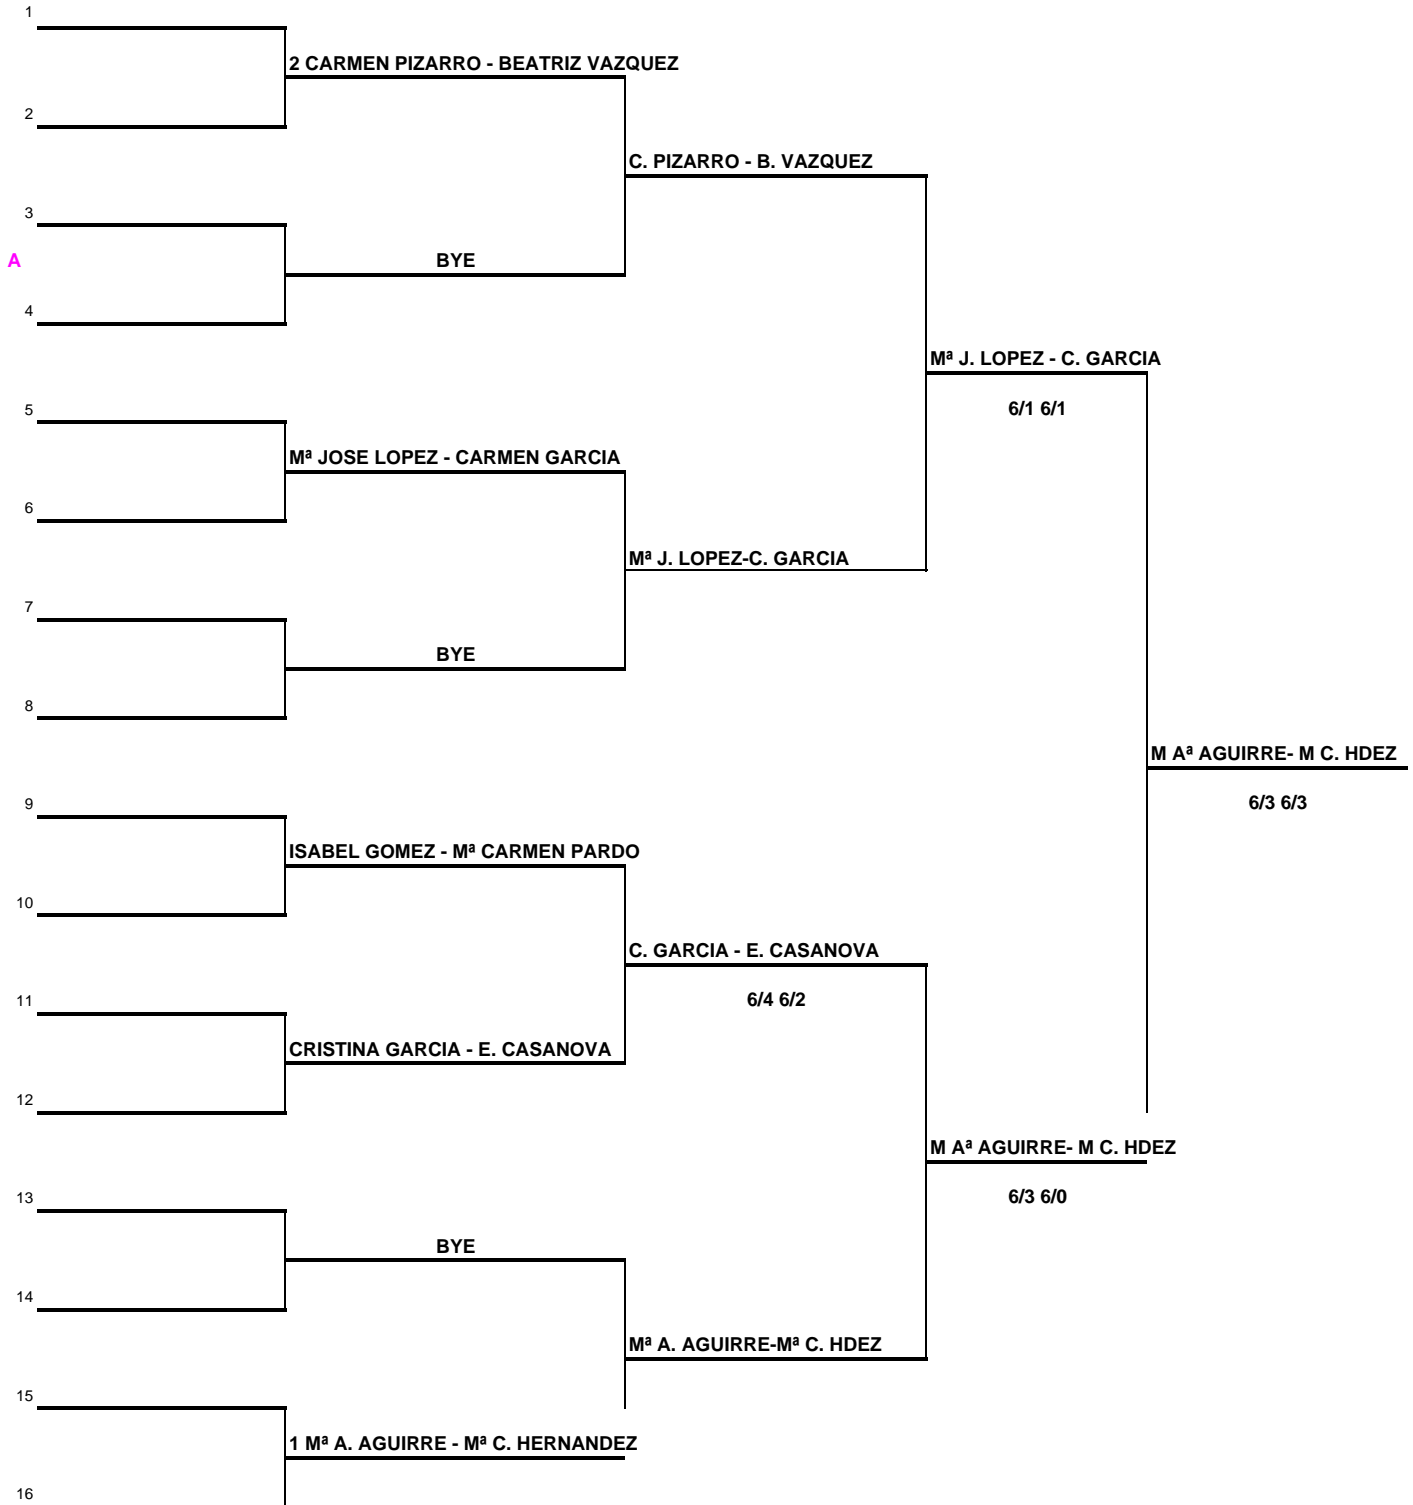 1
2 CARMEN PIZARRO - BEATRIZ VAZQUEZ
2
C. PIZARRO - B. VAZQUEZ
3
A
BYE
4
Mª J. LOPEZ - C. GARCIA
6/1 6/1
5
Mª JOSE LOPEZ - CARMEN GARCIA
6
Mª J. LOPEZ-C. GARCIA
7
BYE
8
M Aª AGUIRRE- M C. HDEZ
6/3 6/3
9
ISABEL GOMEZ - Mª CARMEN PARDO
10
C. GARCIA - E. CASANOVA
6/4 6/2
11
CRISTINA GARCIA - E. CASANOVA
12
M Aª AGUIRRE- M C. HDEZ
6/3 6/0
13
BYE
14
Mª A. AGUIRRE-Mª C. HDEZ
15
1 Mª A. AGUIRRE - Mª C. HERNANDEZ
16